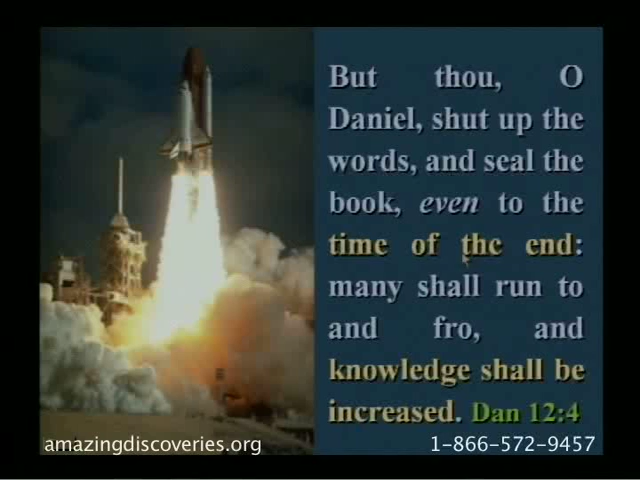 But thou, O
Daniel, shut up the
words, and seal the
book, even to the
time of the end:
many shall run to
and fro, and
knowledge shall be
increased. Dan 12:4
amazingdiscoveries.org
1-866-572-9457